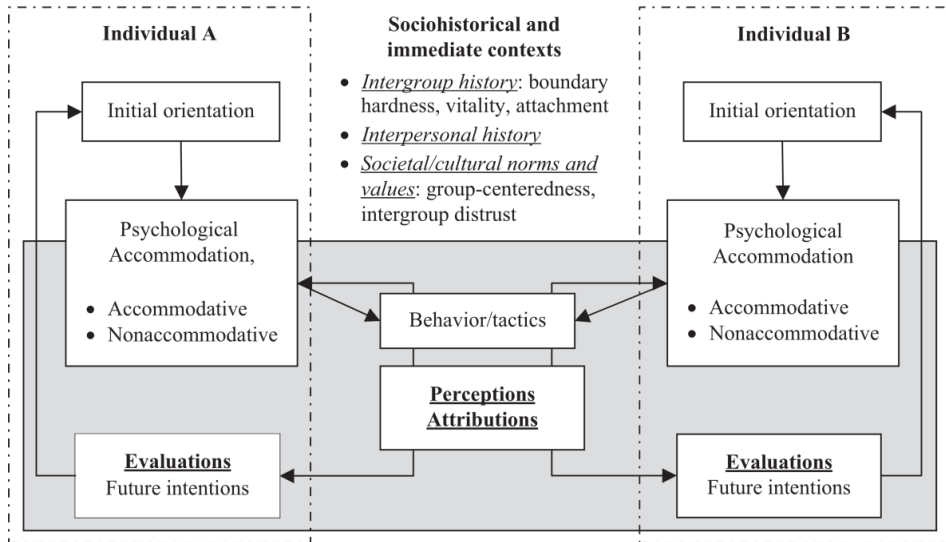 Individual A
Initial orientation
Psychological
Accommodation,
• Accommodative
• Nonaccommodative
Evaluations
Future intentions
Sociohistorical and
immediate contexts
• Intergroup history: boundary
hardness, vitality, attachment
• Interpersonal history
• Societal/cultural norms and
values: group-centeredness,
intergroup distrust
Behavior/tactics
Perceptions
Attributions
Individual B
Initial orientation
Psychological
Accommodation
• Accommodative
• Nonaccommodative
Evaluations
Future intentions